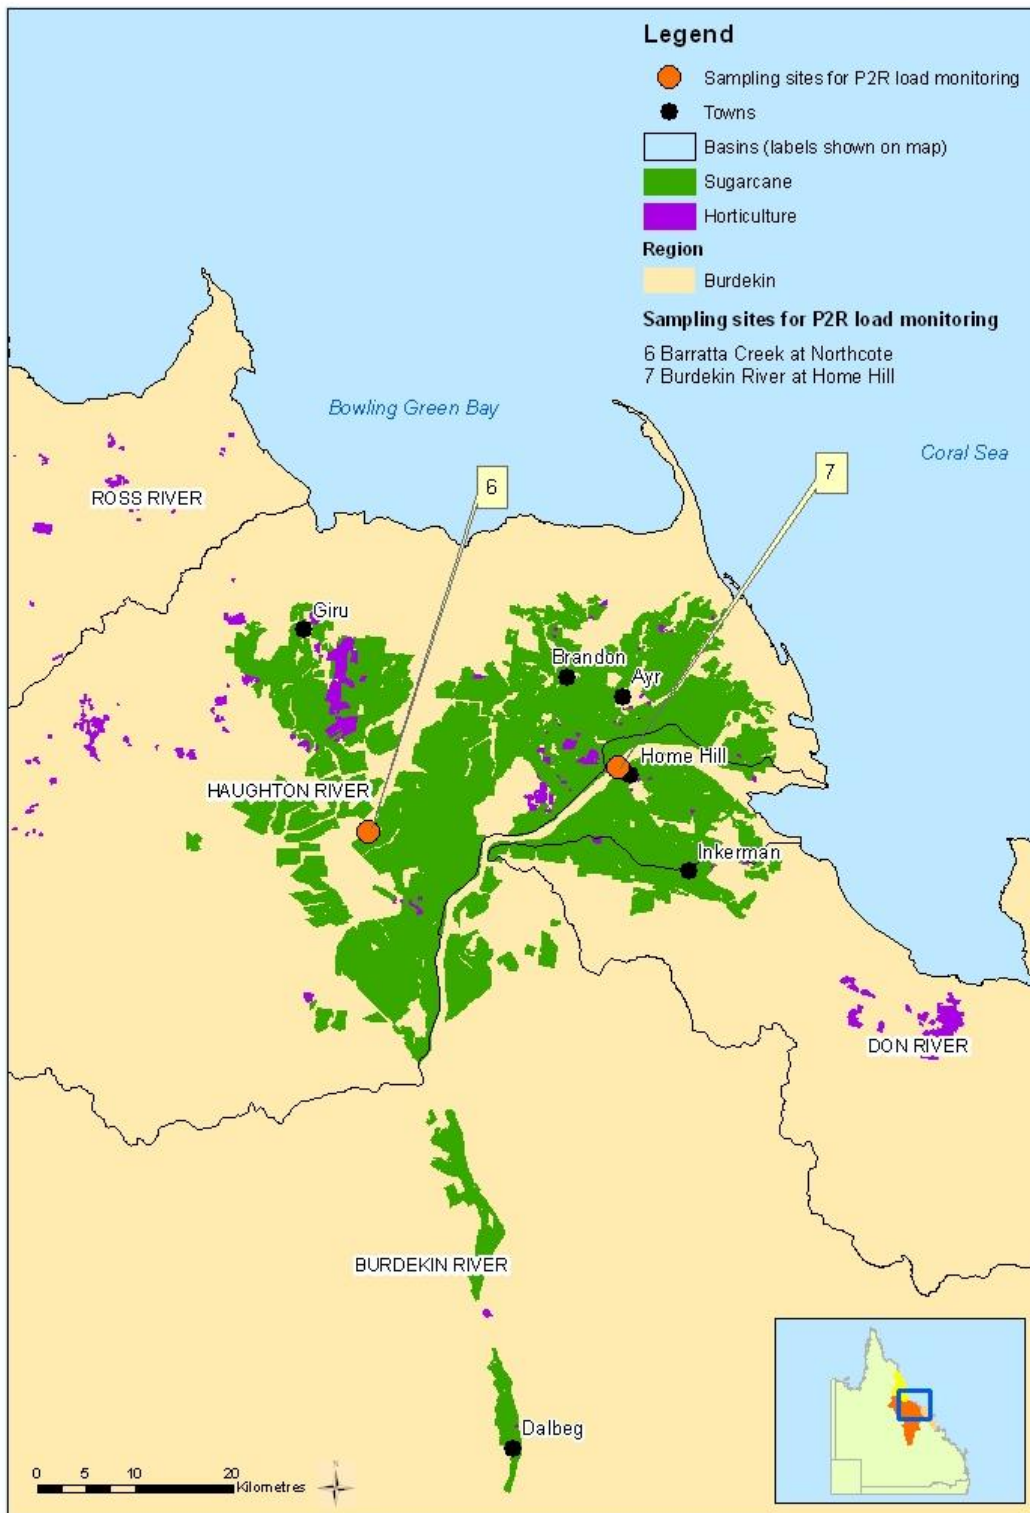 Legend
Sampling sites for P2R load monitoring
Towns
Basins (labels shown on map)
Sugarcane
Horticulture
Region
Burdekin
Sampling sites for P2R load monitoring
6 Barratta Creek at Northcote
7 Burdekin River at Home Hill
Bowling Green Bay
Coral Sea
6
7
ROSS RIVER
Giru
Brandon
Ayr
Home Hill
HAUGHTON RIVER
Inkerman
DON RIVER
BURDEKIN RIVER
Dalbeg
0 5 10 20
Kilometres
N